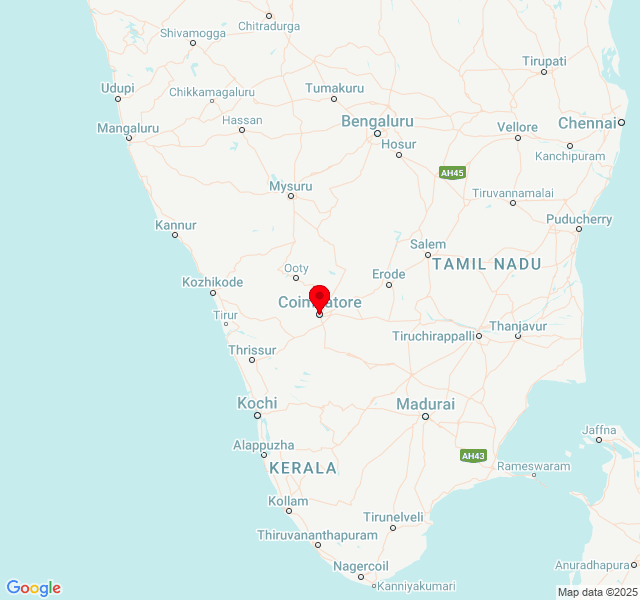 Chitradurga
Shivamogga
Tirupati
Udupi
Chikkamagaluru
Tumakuru
Mangaluru
Hassan
Bengaluru
Chennai
Vellore
Hosur
Kanchipuram
AH45
Mysuru
Tiruvannamalai
Kannur
Puducherry
Salem
Ooty
Erode
TAMIL NADU
Kozhikode
Coimbatore
Tirur
Tiruchirappalli
Thanjavur
Thrissur
Kochi
Madurai
Jaffna
Alappuzha
AH43
KERALA
Rameswaram
Kollam
Tirunelveli
Thiruvananthapuram
Nagercoil
Anuradhapura
Kanniyakumari
Google
Map data ©2025